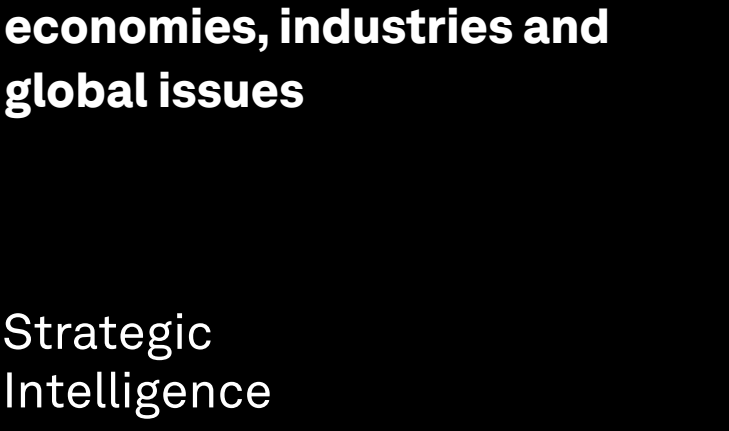 economies, industries and
global issues
Strategic
Intelligence